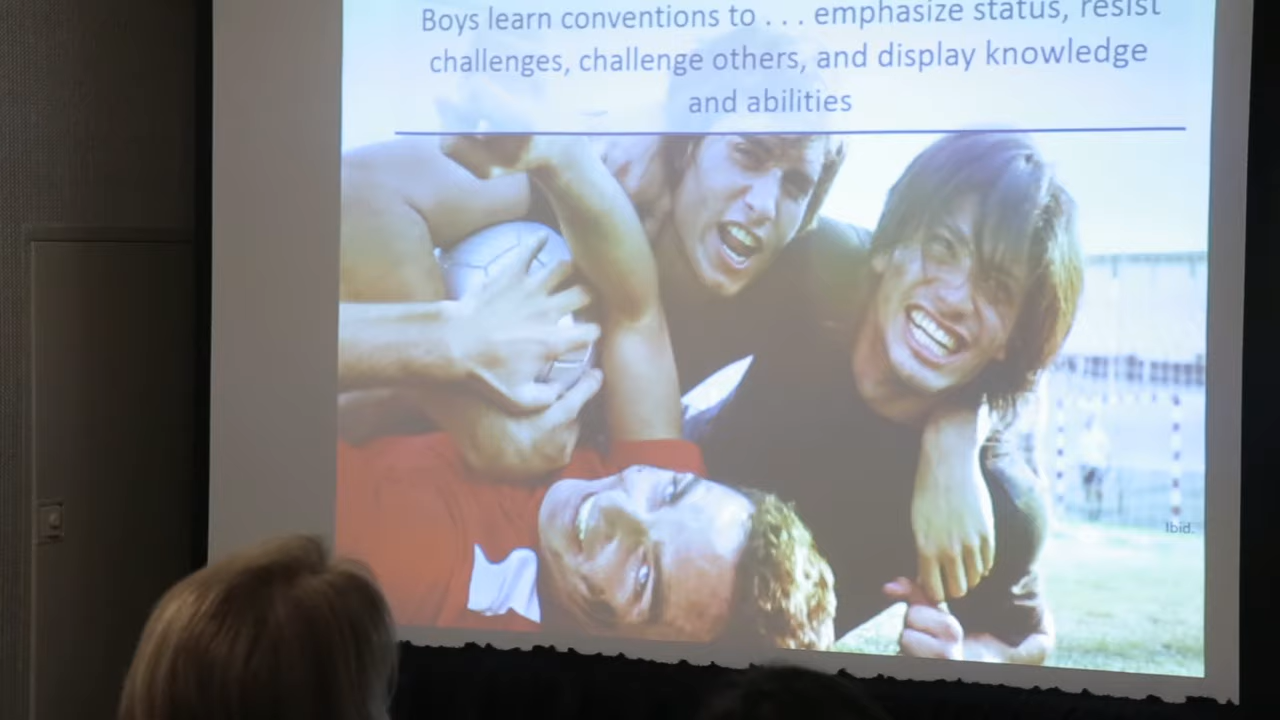 Boys learn conventions to . . . emphasize status, resist
challenges, challenge others, and display knowledge
and abilities
Ibid.